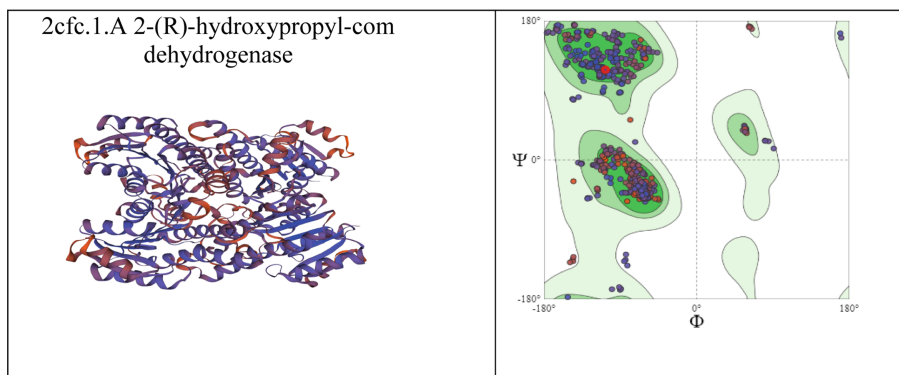 2cfc.1.A 2-(R)-hydroxypropyl-com
dehydrogenase
180°
Ψ 0°
-180°
-180° 0° 180°
Φ